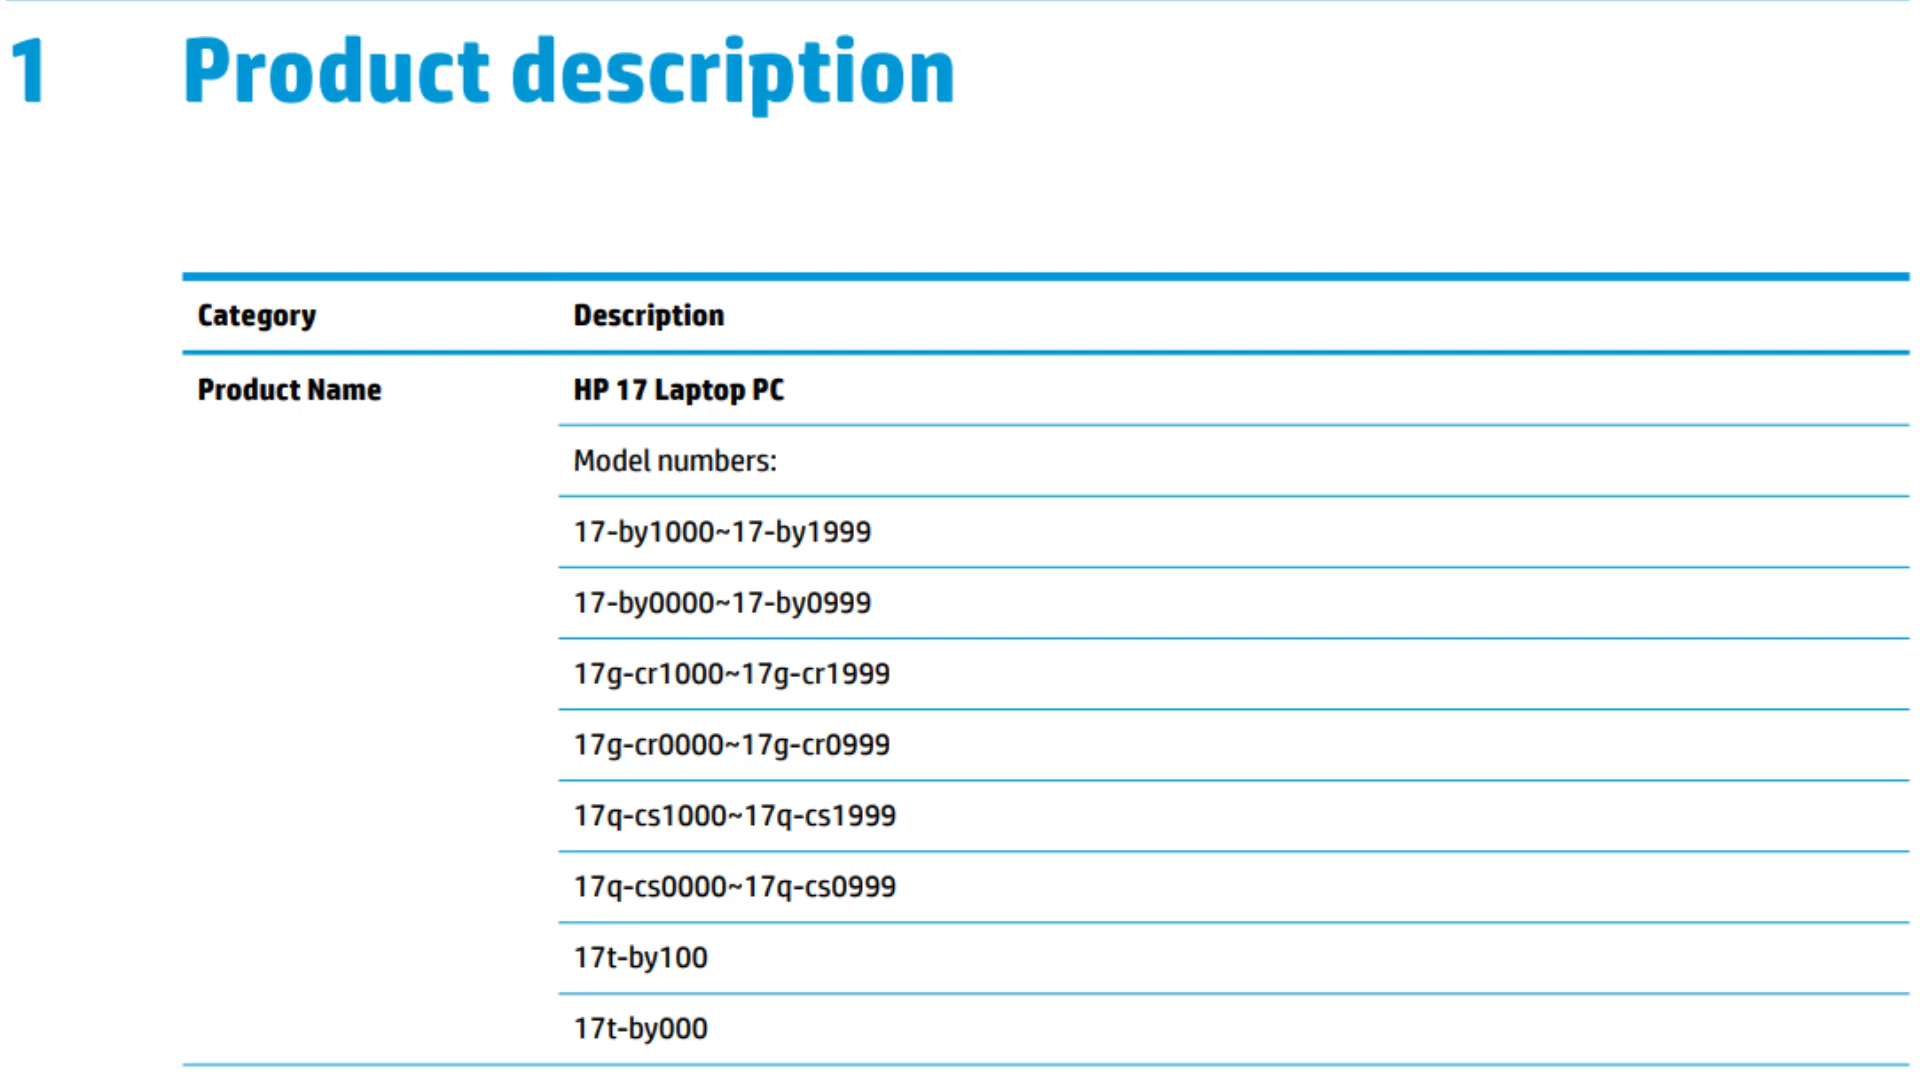 1 Product description
Category Description
Product Name HP 17 Laptop PC
Model numbers:
17-by1000~17-by1999
17-by0000~17-by0999
17g-cr1000~17g-cr1999
17g-cr0000~17g-cr0999
17q-cs1000~17q-cs1999
17q-cs0000~17q-cs0999
17t-by100
17t-by000